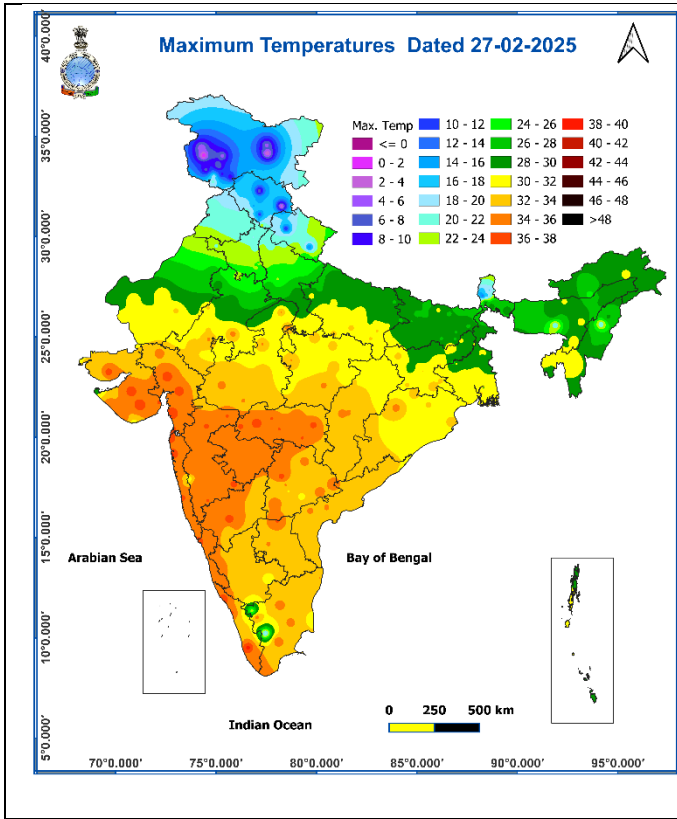 Maximum Temperatures Dated 27-02-2025
Max. Temp
<= 0
0 - 2
2 - 4
4 - 6
6 - 8
8 - 10
10 - 12
12 - 14
14 - 16
16 - 18
18 - 20
20 - 22
22 - 24
24 - 26
26 - 28
28 - 30
30 - 32
32 - 34
34 - 36
36 - 38
38 - 40
40 - 42
42 - 44
44 - 46
46 - 48
>48
40°0.000'
35°0.000'
30°0.000'
25°0.000'
20°0.000'
15°0.000'
10°0.000'
5°0.000'
Arabian Sea
Bay of Bengal
Indian Ocean
0 250 500 km
70°0.000' 75°0.000' 80°0.000' 85°0.000' 90°0.000' 95°0.000'